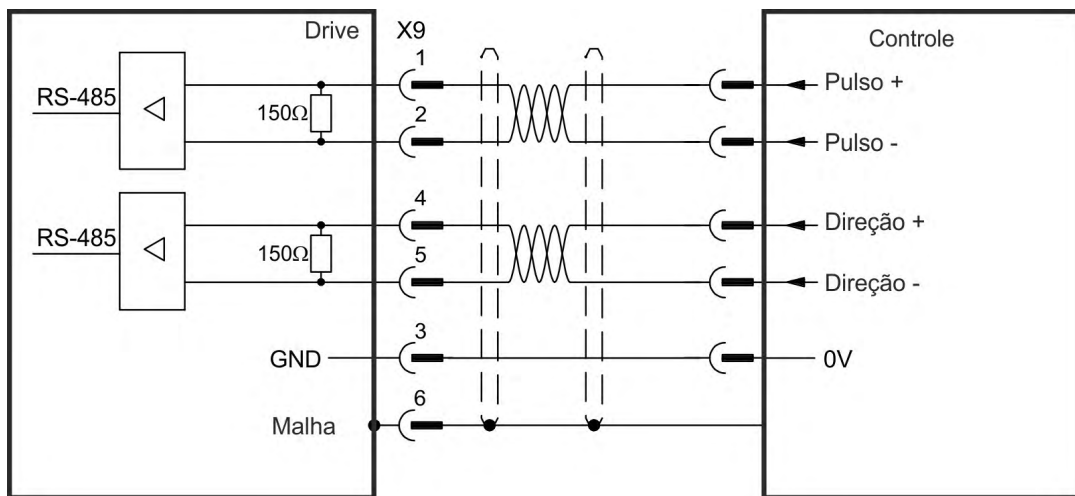 Drive
X9
Controle
1
Pulso +
RS-485
150Ω
2
Pulso -
4
Direção +
RS-485
150Ω
5
Direção -
3
GND
0V
6
Malha